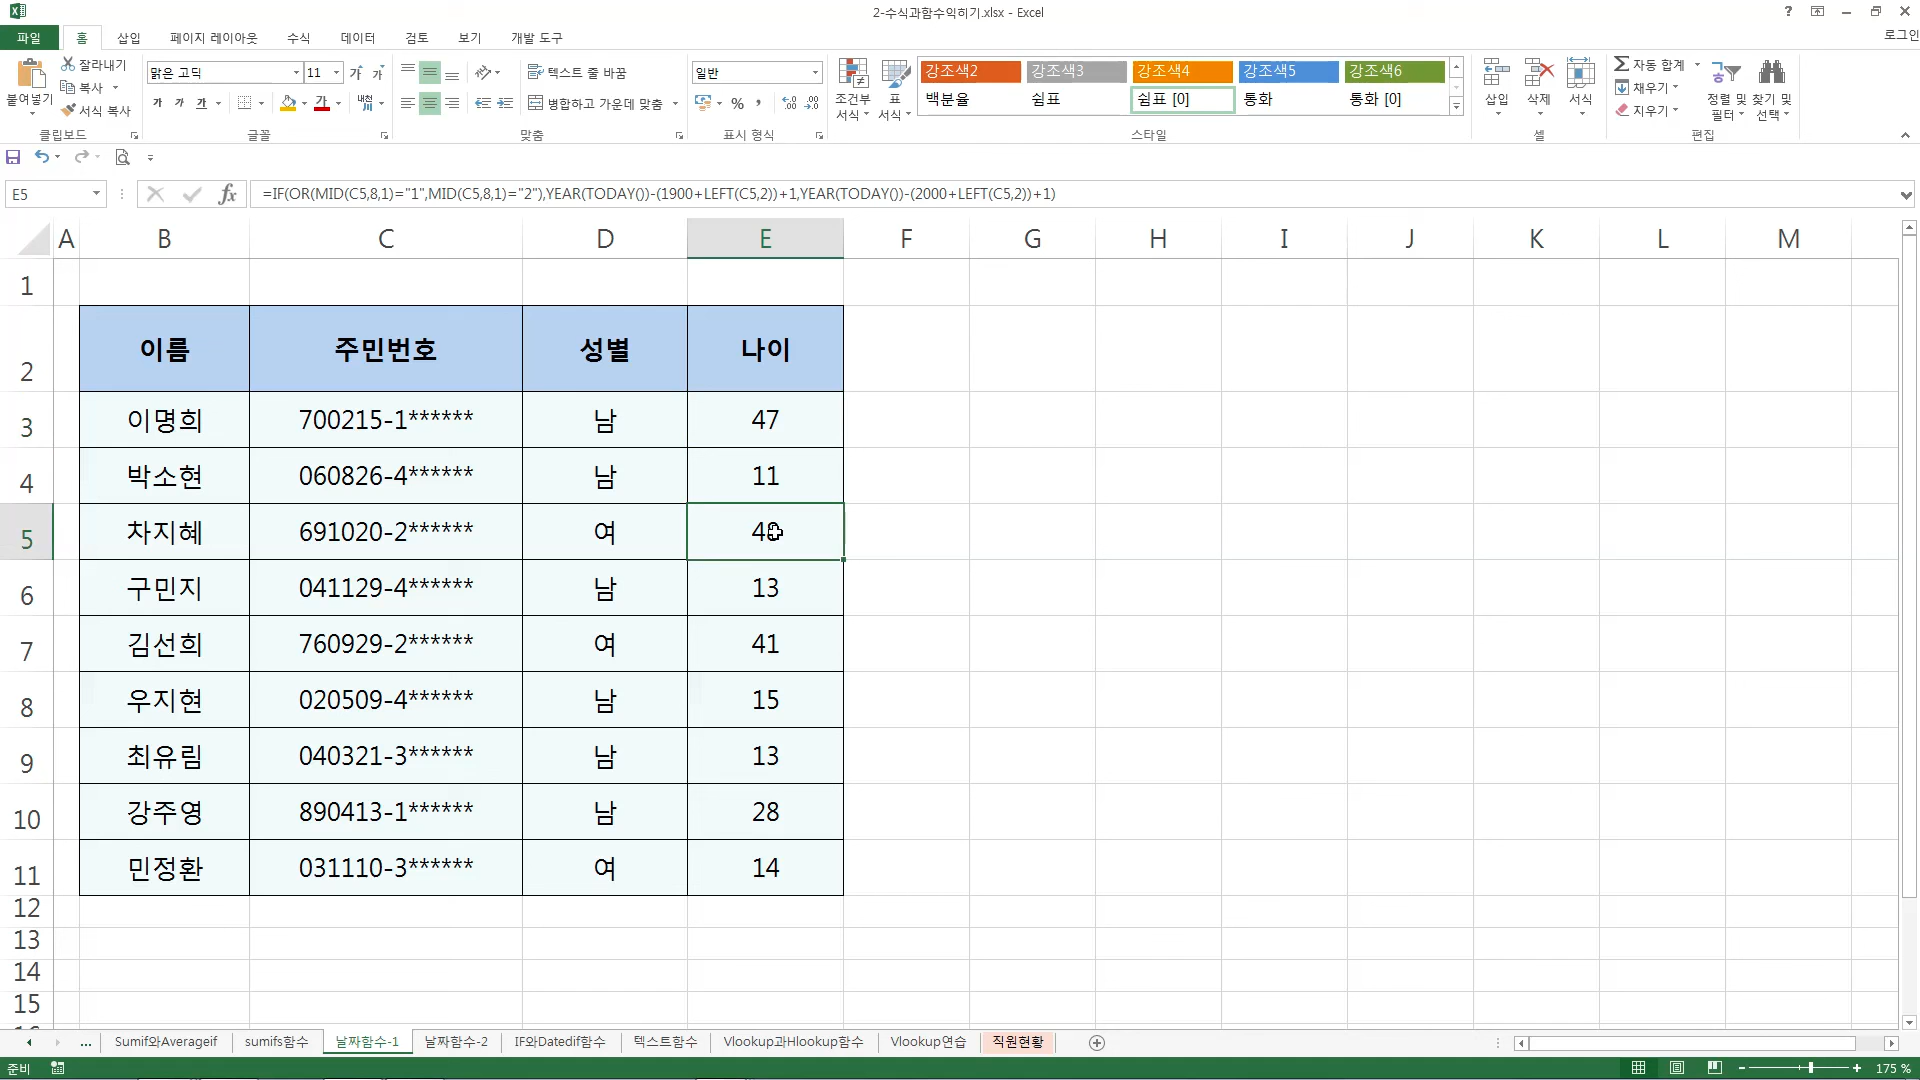 2-수식과함수익히기.xlsx - Excel
?
로그인
파일 홈 삽입 페이지 레이아웃 수식 데이터 검토 보기 개발 도구
붙여넣기
잘라내기
복사
서식 복사
클립보드
맑은 고딕 11
가 가
가 가 가
가
내천
글꼴
텍스트 줄 바꿈
병합하고 가운데 맞춤
맞춤
일반
%
표시 형식
조건부 서식
표 서식
강조색2 강조색3 강조색4 강조색5 강조색6
백분율 쉼표 쉼표 [0] 통화 통화 [0]
스타일
삽입 삭제 서식
셀
자동 합계
채우기
지우기
정렬 및 필터
찾기 및 선택
편집
E5
fx
=IF(OR(MID(C5,8,1)="1",MID(C5,8,1)="2"),YEAR(TODAY())-(1900+LEFT(C5,2))+1,YEAR(TODAY())-(2000+LEFT(C5,2))+1)
A B C D E F G H I J K L M
1
2 이름 주민번호 성별 나이
3 이명희 700215-1****** 남 47
4 박소현 060826-4****** 남 11
5 차지혜 691020-2****** 여
6 구민지 041129-4****** 남 13
7 김선희 760929-2****** 여 41
8 우지현 020509-4****** 남 15
9 최유림 040321-3****** 남 13
10 강주영 890413-1****** 남 28
11 민정환 031110-3****** 여 14
12
13
14
15
... Sumif와Averageif sumifs함수 날짜함수-1 날짜함수-2 IF와Datedif함수 텍스트함수 Vlookup과Hlookup함수 Vlookup연습 직원현황
준비
175 %